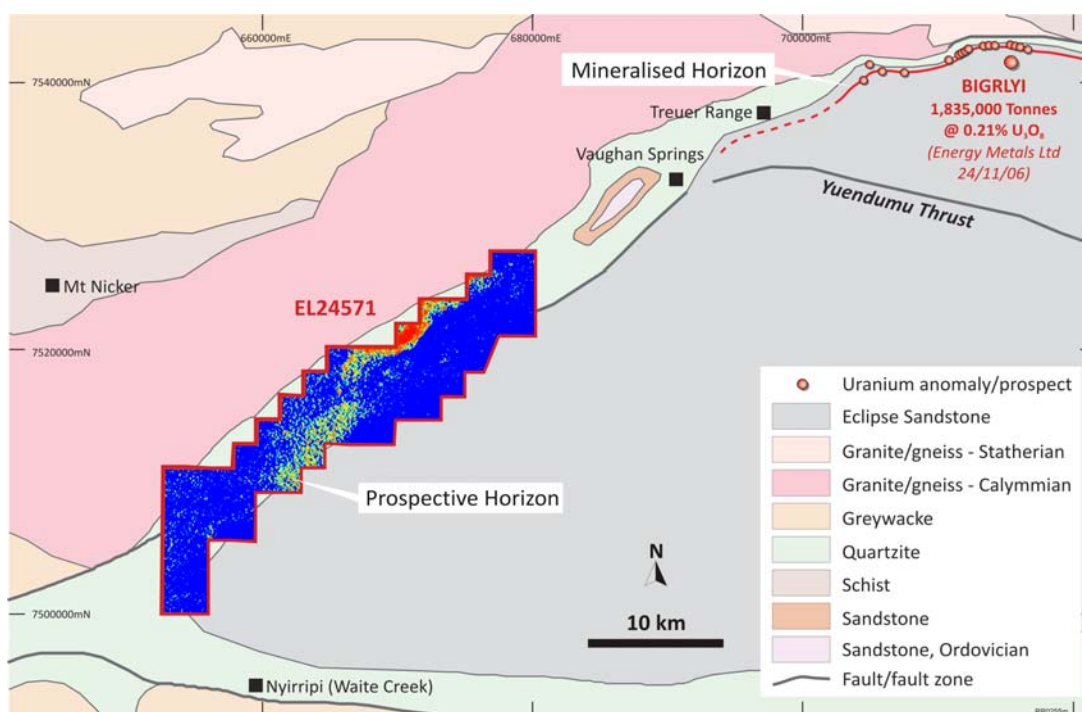 660000mE
680000mE
700000mE
7540000mN
Mineralised Horizon
BIGRLYI
1,835,000 Tonnes
@ 0.21% U₃O₈
(Energy Metals Ltd
24/11/06)
Treuer Range
Vaughan Springs
Yuendumu Thrust
Mt Nicker
EL24571
7520000mN
Prospective Horizon
7500000mN
N
10 km
Nyirripi (Waite Creek)
Uranium anomaly/prospect
Eclipse Sandstone
Granite/gneiss - Statherian
Granite/gneiss - Calymmian
Greywacke
Quartzite
Schist
Sandstone
Sandstone, Ordovician
Fault/fault zone